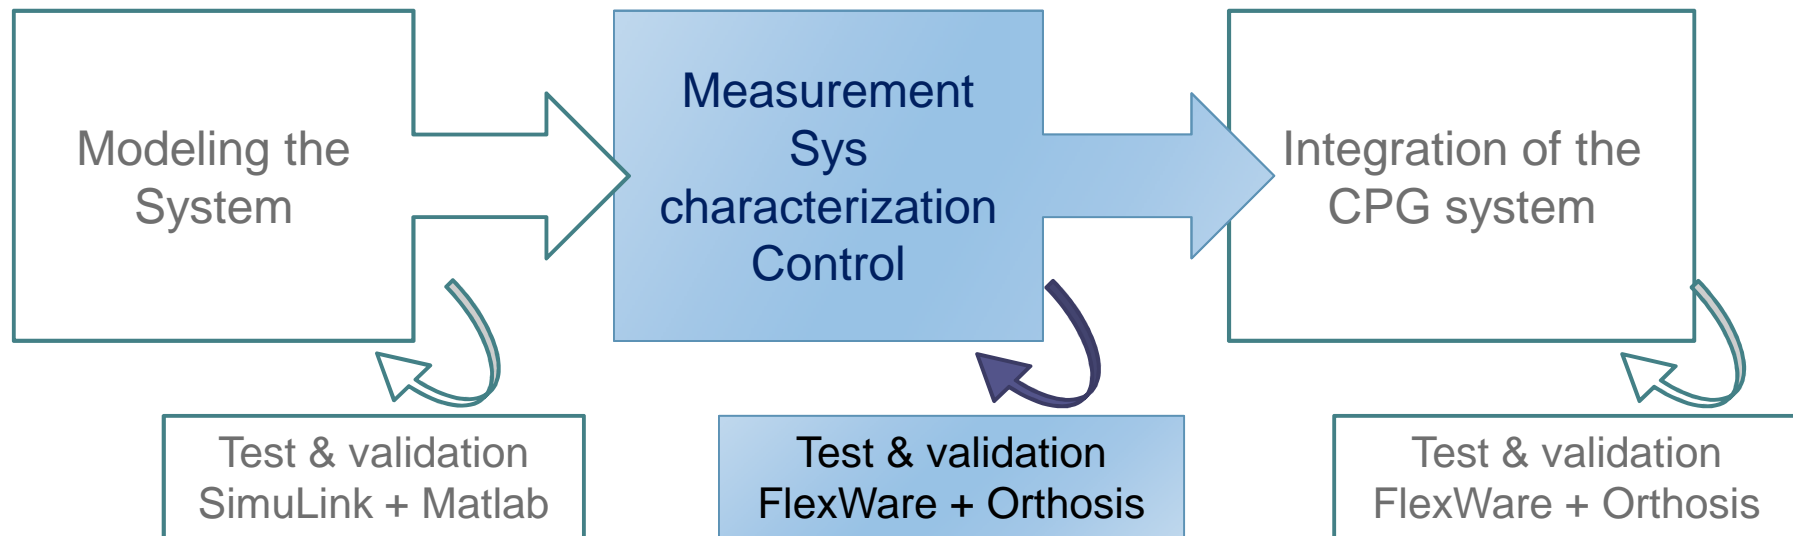 Modeling the
System
Measurement
Sys
characterization
Control
Integration of the
CPG system
Test & validation
SimuLink + Matlab
Test & validation
FlexWare + Orthosis
Test & validation
FlexWare + Orthosis